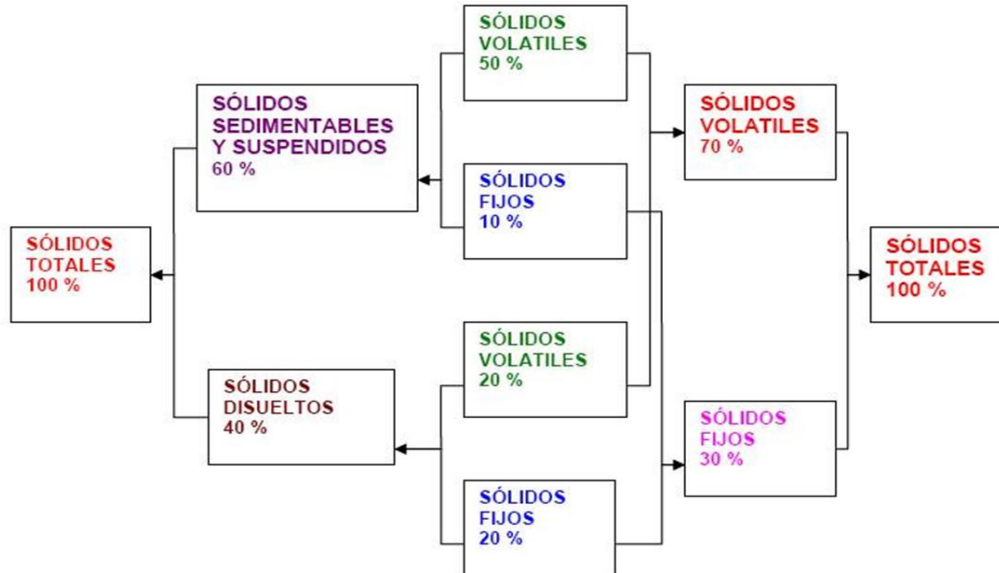 SÓLIDOS
TOTALES
100 %
SÓLIDOS
SEDIMENTABLES
Y SUSPENDIDOS
60 %
SÓLIDOS
DISUELTOS
40 %
SÓLIDOS
VOLATILES
50 %
SÓLIDOS
FIJOS
10 %
SÓLIDOS
VOLATILES
20 %
SÓLIDOS
FIJOS
20 %
SÓLIDOS
VOLATILES
70 %
SÓLIDOS
FIJOS
30 %
SÓLIDOS
TOTALES
100 %